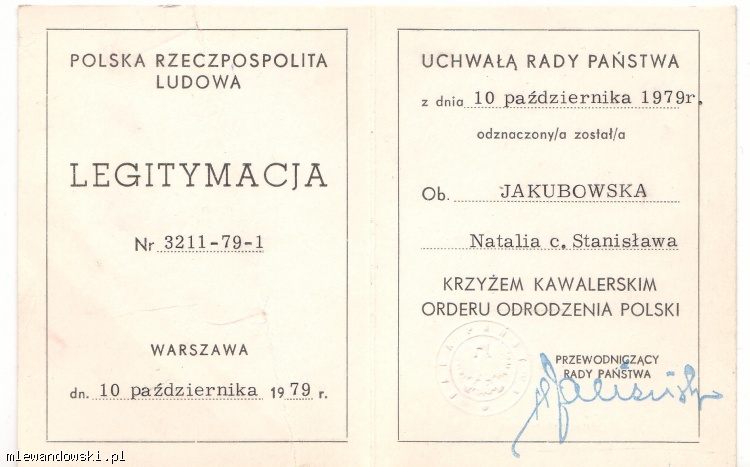 POLSKA RZECZPOSPOLITA
LUDOWA
LEGITYMACJA
Nr 3211-79-1
WARSZAWA
dn. 10 października 1979 r.
UCHWAŁĄ RADY PAŃSTWA
z dnia 10 października 1979r.
odznaczony/a został/a
Ob. JAKUBOWSKA
Natalia c. Stanisława
KRZYŻEM KAWALERSKIM
ORDERU ODRODZENIA POLSKI
PRZEWODNICZĄCY
RADY PAŃSTWA
mlewandowski.pl